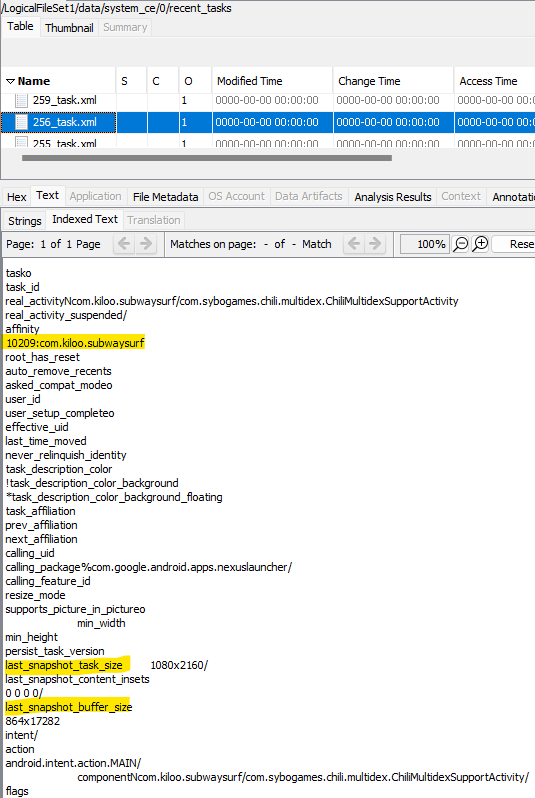 /LogicalFileSet1/data/system_ce/0/recent_tasks
Table Thumbnail Summary
Name S C O Modified Time Change Time Access Time
259_task.xml 1 0000-00-00 00:00:00 0000-00-00 00:00:00 0000-00-00 00:00:00
256_task.xml 1 0000-00-00 00:00:00 0000-00-00 00:00:00 0000-00-00 00:00:00
255_task.xml 1 0000-00-00 00:00:00 0000-00-00 00:00:00 0000-00-00 00:00:00
Hex Text Application File Metadata OS Account Data Artifacts Analysis Results Context Annotatio
Strings Indexed Text Translation
Page: 1 of 1 Page Matches on page: - of - Match 100% Rese
tasko
task_id
real_activityNcom.kiloo.subwaysurf/com.sybogames.chili.multidex.ChiliMultidexSupportActivity
real_activity_suspended/
affinity
10209:com.kiloo.subwaysurf
root_has_reset
auto_remove_recents
asked_compat_modeo
user_id
user_setup_completeo
effective_uid
last_time_moved
never_relinquish_identity
task_description_color
!task_description_color_background
*task_description_color_background_floating
task_affiliation
prev_affiliation
next_affiliation
calling_uid
calling_package%com.google.android.apps.nexuslauncher/
calling_feature_id
resize_mode
supports_picture_in_pictureo
min_width
min_height
persist_task_version
last_snapshot_task_size 1080x2160/
last_snapshot_content_insets
0 0 0 0/
last_snapshot_buffer_size
864x17282
intent/
action
android.intent.action.MAIN/
componentNcom.kiloo.subwaysurf/com.sybogames.chili.multidex.ChiliMultidexSupportActivity/
flags